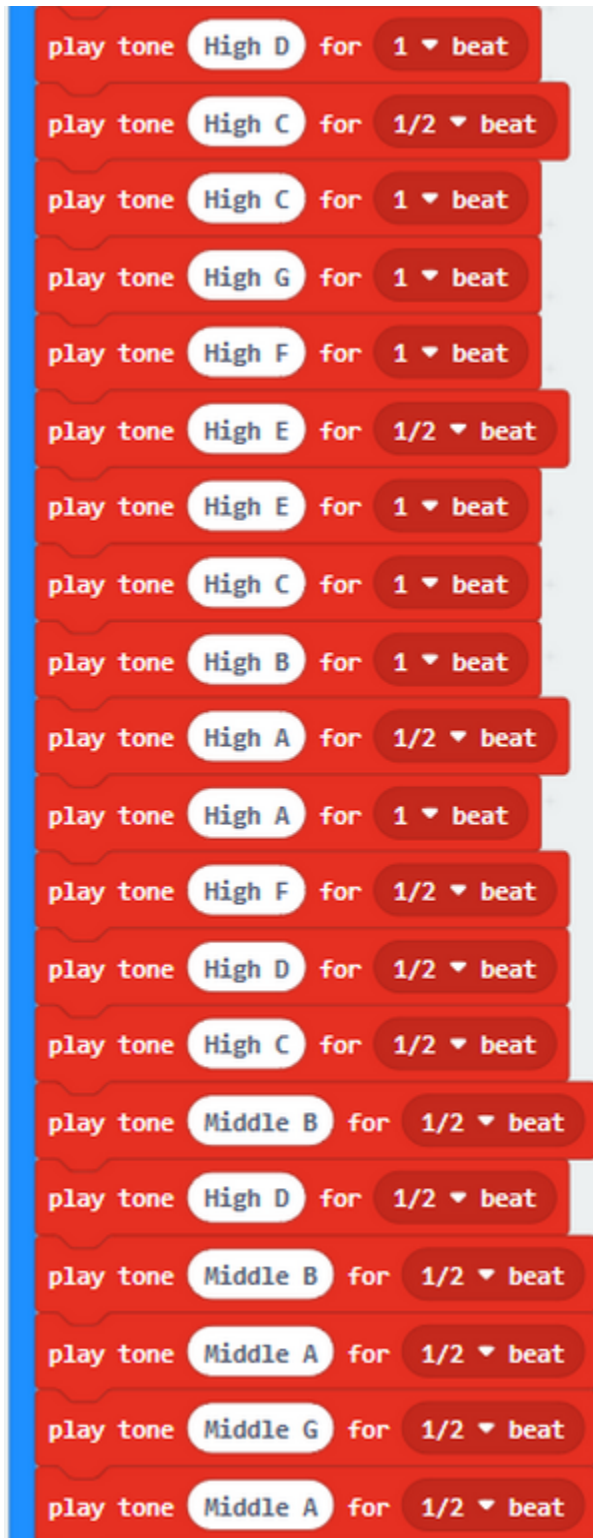 play tone High D for 1 beat
play tone High C for 1/2 beat
play tone High C for 1 beat
play tone High G for 1 beat
play tone High F for 1 beat
play tone High E for 1/2 beat
play tone High E for 1 beat
play tone High C for 1 beat
play tone High B for 1 beat
play tone High A for 1/2 beat
play tone High A for 1 beat
play tone High F for 1/2 beat
play tone High D for 1/2 beat
play tone High C for 1/2 beat
play tone Middle B for 1/2 beat
play tone High D for 1/2 beat
play tone Middle B for 1/2 beat
play tone Middle A for 1/2 beat
play tone Middle G for 1/2 beat
play tone Middle A for 1/2 beat